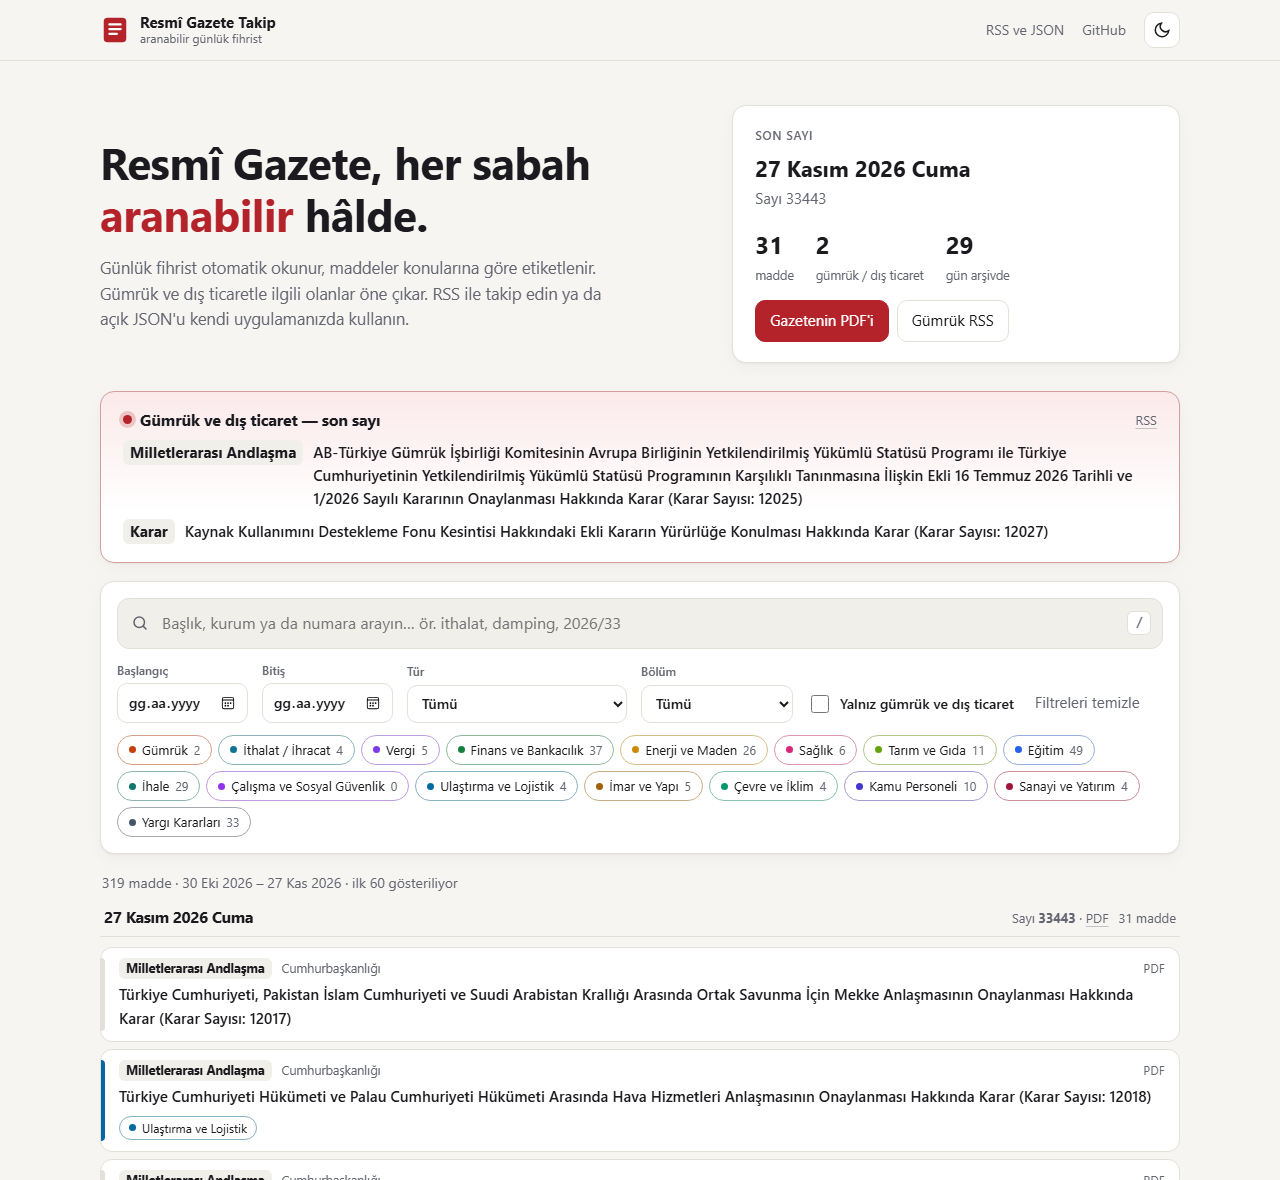 Resmî Gazete Takip
aranabilir günlük fihrist
RSS ve JSON
GitHub
Resmî Gazete, her sabah
aranabilir hâlde.
Günlük fihrist otomatik okunur, maddeler konularına göre etiketlenir.
Gümrük ve dış ticaretle ilgili olanlar öne çıkar. RSS ile takip edin ya da
açık JSON'u kendi uygulamanızda kullanın.
SON SAYI
27 Kasım 2026 Cuma
Sayı 33443
31 2 29
madde gümrük / dış ticaret gün arşivde
Gazetenin PDF'i Gümrük RSS
Gümrük ve dış ticaret — son sayı RSS
Milletlerarası Andlaşma AB-Türkiye Gümrük İşbirliği Komitesinin Avrupa Birliğinin Yetkilendirilmiş Yükümlü Statüsü Programı ile Türkiye
Cumhuriyetinin Yetkilendirilmiş Yükümlü Statüsü Programının Karşılıklı Tanınmasına İlişkin Ekli 16 Temmuz 2026 Tarihli ve
1/2026 Sayılı Kararının Onaylanması Hakkında Karar (Karar Sayısı: 12025)
Karar Kaynak Kullanımını Destekleme Fonu Kesintisi Hakkındaki Ekli Kararın Yürürlüğe Konulması Hakkında Karar (Karar Sayısı: 12027)
Başlık, kurum ya da numara arayın... ör. ithalat, damping, 2026/33 /
Başlangıç Bitiş Tür Bölüm
gg.aa.yyyy gg.aa.yyyy Tümü Tümü Yalnız gümrük ve dış ticaret Filtreleri temizle
Gümrük 2 İthalat / İhracat 4 Vergi 5 Finans ve Bankacılık 37 Enerji ve Maden 26 Sağlık 6 Tarım ve Gıda 11 Eğitim 49
İhale 29 Çalışma ve Sosyal Güvenlik 0 Ulaştırma ve Lojistik 4 İmar ve Yapı 5 Çevre ve İklim 4 Kamu Personeli 10 Sanayi ve Yatırım 4
Yargı Kararları 33
319 madde · 30 Eki 2026 – 27 Kas 2026 · ilk 60 gösteriliyor
27 Kasım 2026 Cuma Sayı 33443 · PDF 31 madde
Milletlerarası Andlaşma Cumhurbaşkanlığı PDF
Türkiye Cumhuriyeti, Pakistan İslam Cumhuriyeti ve Suudi Arabistan Krallığı Arasında Ortak Savunma İçin Mekke Anlaşmasının Onaylanması Hakkında
Karar (Karar Sayısı: 12017)
Milletlerarası Andlaşma Cumhurbaşkanlığı PDF
Türkiye Cumhuriyeti Hükümeti ve Palau Cumhuriyeti Hükümeti Arasında Hava Hizmetleri Anlaşmasının Onaylanması Hakkında Karar (Karar Sayısı: 12018)
Ulaştırma ve Lojistik
Milletlerarası Andlaşma Cumhurbaşkanlığı PDF